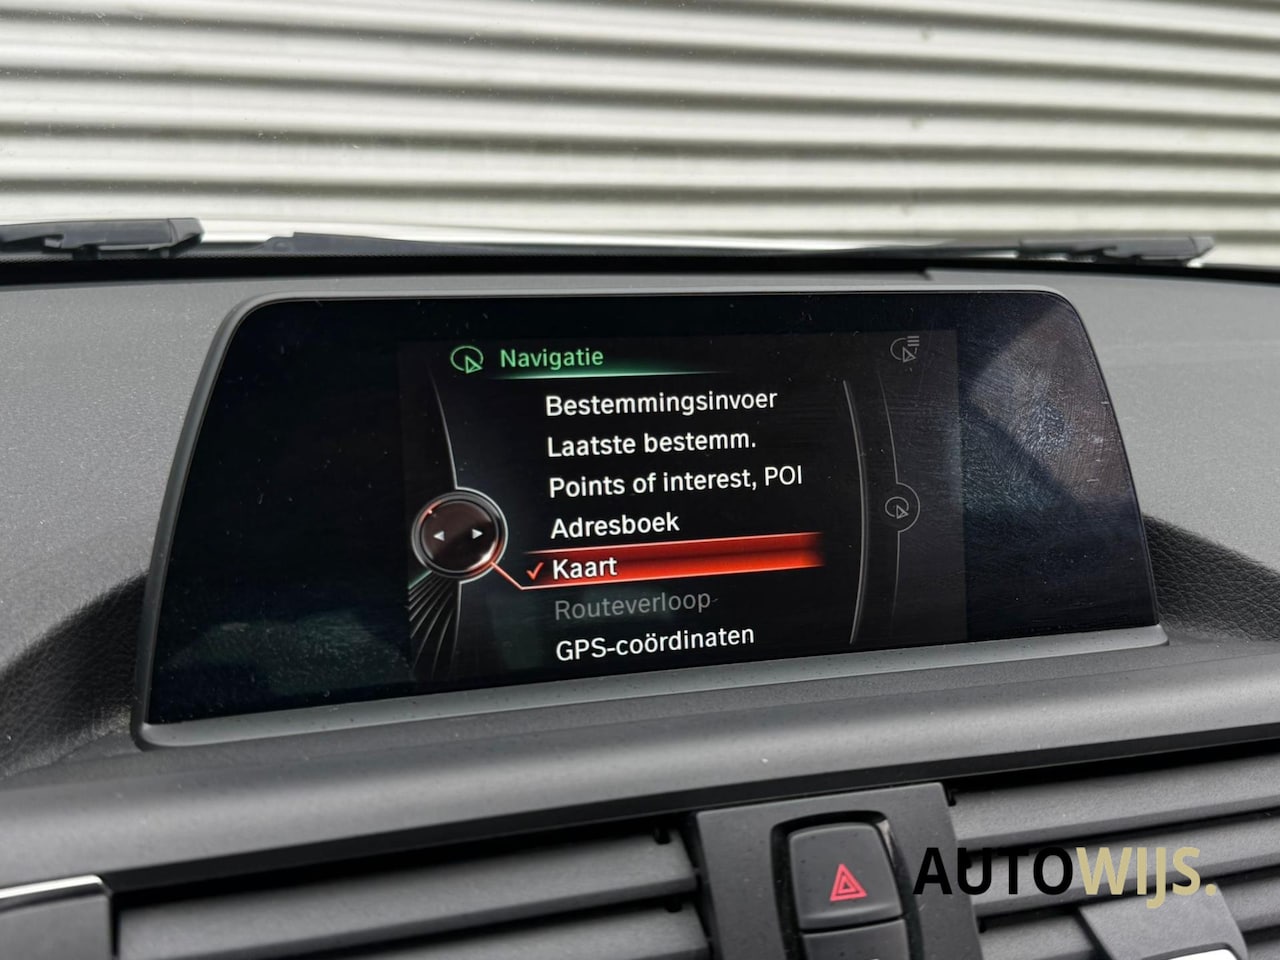 Navigatie
Bestemmingsinvoer
Laatste bestemm.
Points of interest, POI
Adresboek
Kaart
Routeverloop
GPS-coördinaten
AUTOWIJS.